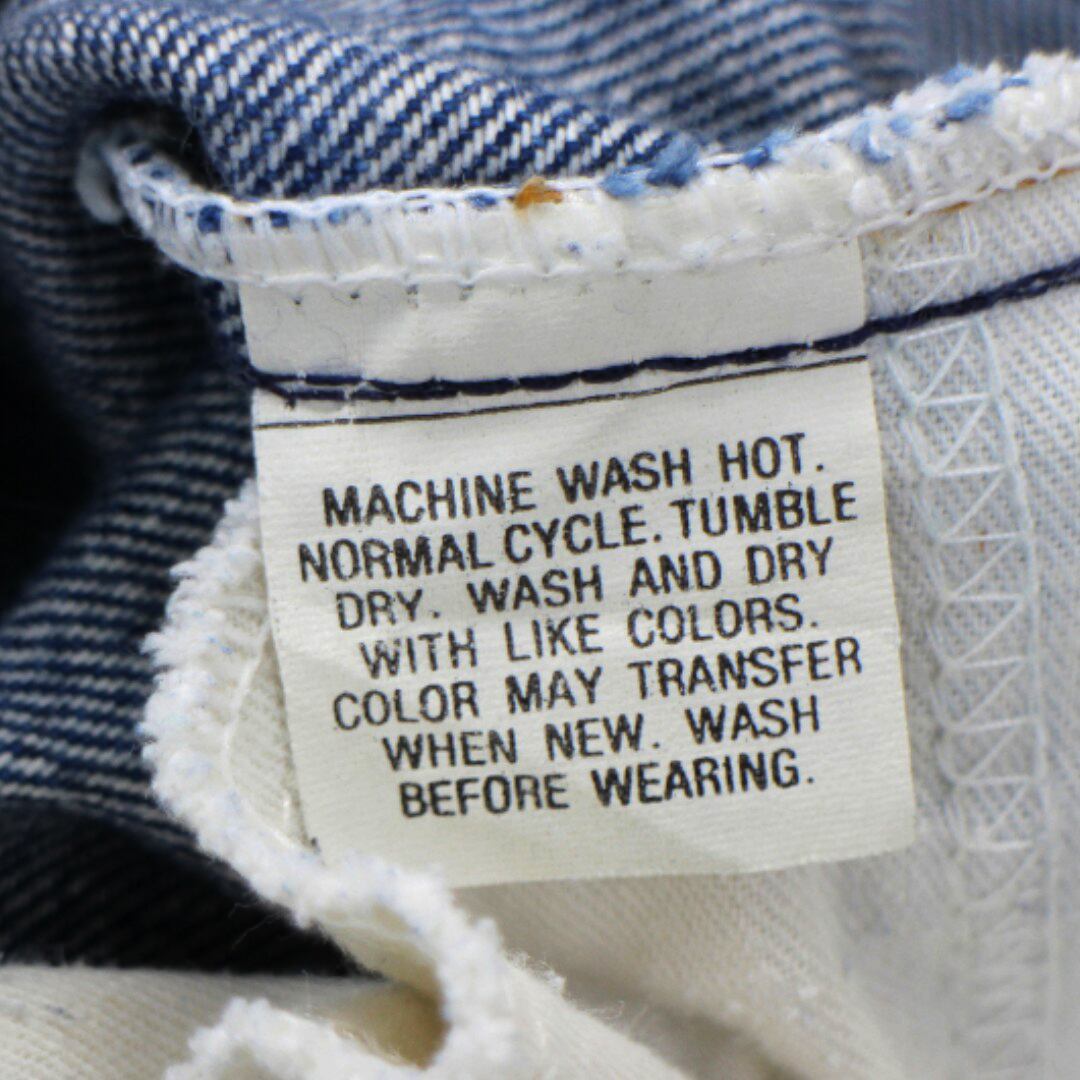 MACHINE WASH HOT.
NORMAL CYCLE. TUMBLE
DRY. WASH AND DRY
WITH LIKE COLORS.
COLOR MAY TRANSFER
WHEN NEW. WASH
BEFORE WEARING.